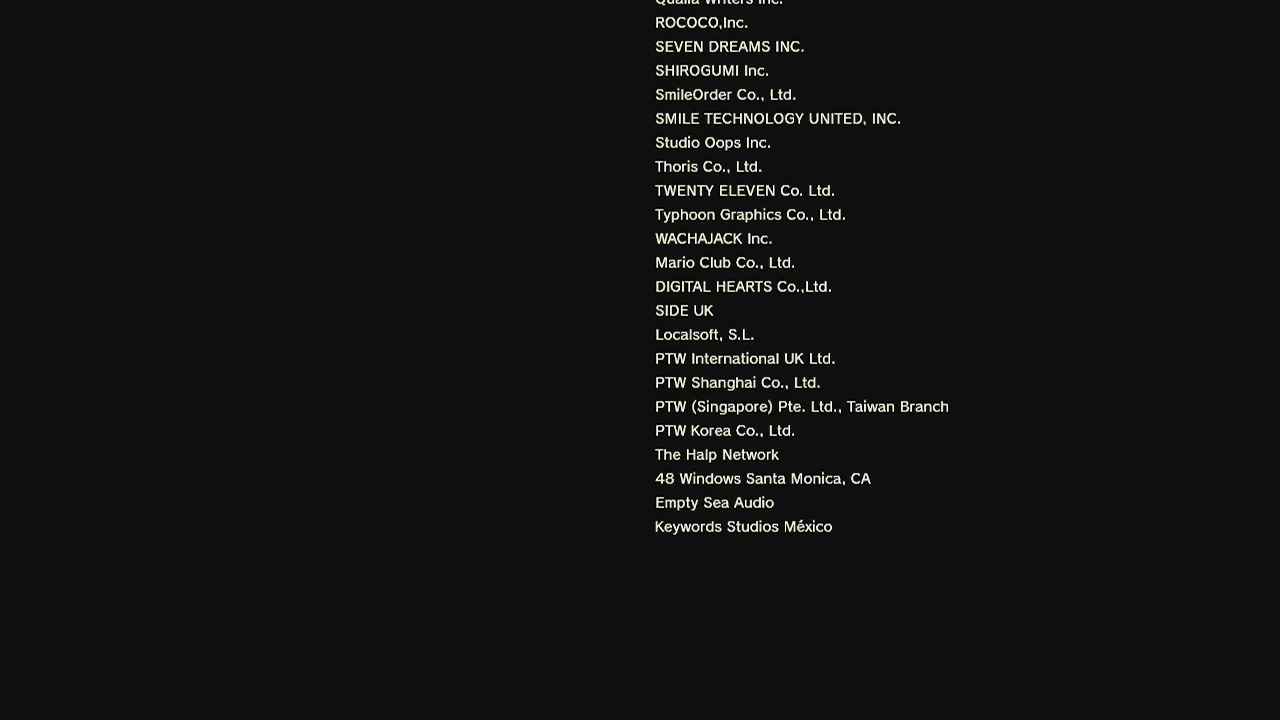 Qualia Writers Inc.
ROCOCO,Inc.
SEVEN DREAMS INC.
SHIROGUMI Inc.
SmileOrder Co., Ltd.
SMILE TECHNOLOGY UNITED, INC.
Studio Oops Inc.
Thoris Co., Ltd.
TWENTY ELEVEN Co. Ltd.
Typhoon Graphics Co., Ltd.
WACHAJACK Inc.
Mario Club Co., Ltd.
DIGITAL HEARTS Co.,Ltd.
SIDE UK
Localsoft, S.L.
PTW International UK Ltd.
PTW Shanghai Co., Ltd.
PTW (Singapore) Pte. Ltd., Taiwan Branch
PTW Korea Co., Ltd.
The Halp Network
48 Windows Santa Monica, CA
Empty Sea Audio
Keywords Studios México